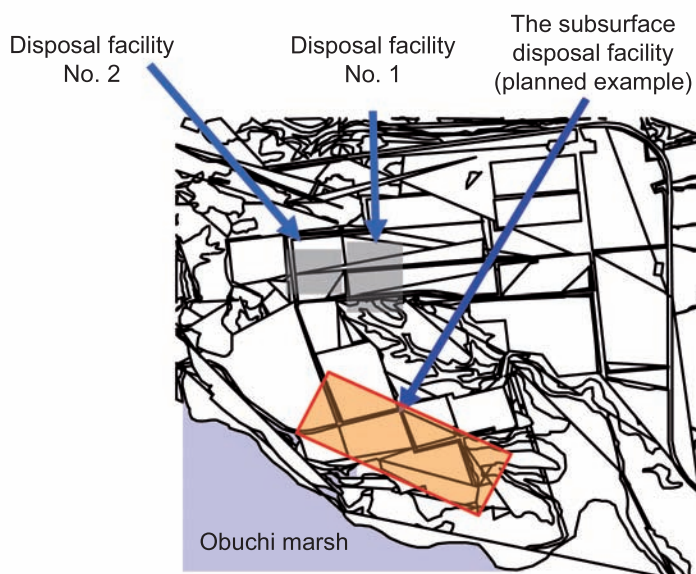 Disposal facility
No. 2
Disposal facility
No. 1
The subsurface
disposal facility
(planned example)
Obuchi marsh